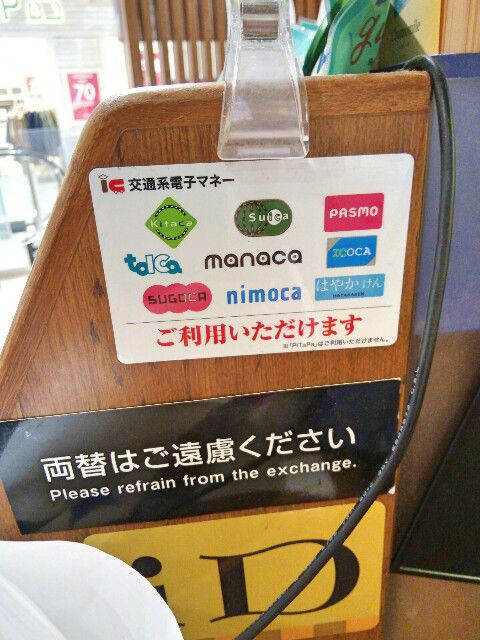 70
交通系電子マネー
Kitaca
Suica
PASMO
TOICa
manaca
ICOCA
SUGOCA
nimoca
はやかけん
HAYAKAKEN
ご利用いただけます
※「PiTaPa」はご利用いただけません。
両替はご遠慮ください
Please refrain from the exchange.
iD